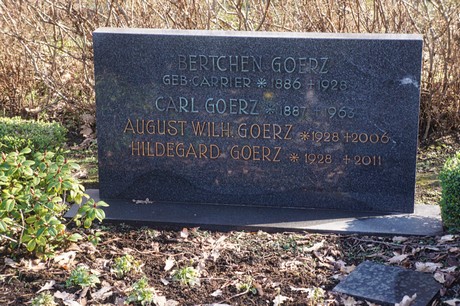 BERTCHEN GOERZ
GEB·CARRIER * 1886 + 1928
CARL GOERZ * 1887 + 1963
AUGUST WILH. GOERZ * 1928 + 2006
HILDEGARD GOERZ * 1928 + 2011